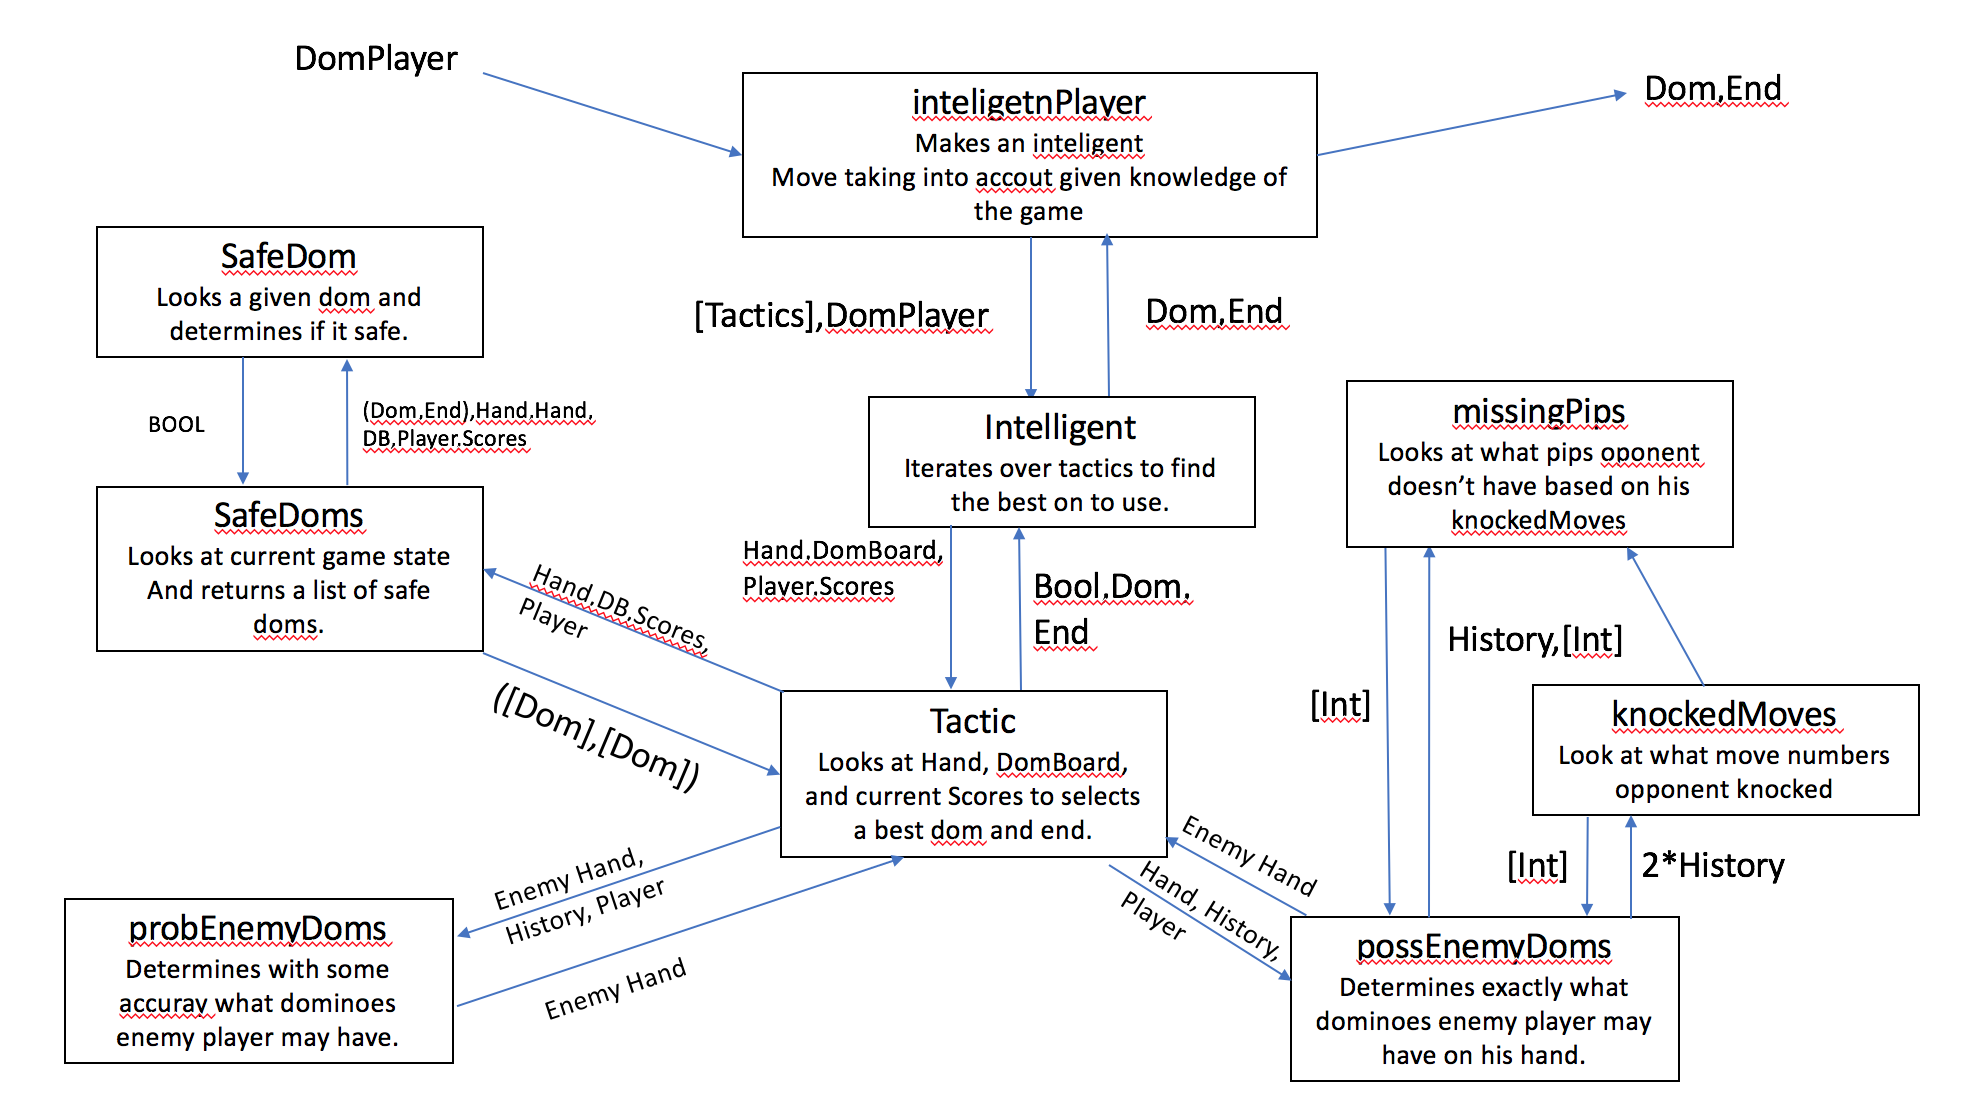 DomPlayer
inteligetnPlayer
Makes an inteligent
Move taking into accout given knowledge of
the game
Dom,End
SafeDom
Looks a given dom and
determines if it safe.
[Tactics],DomPlayer
Dom,End
BOOL
(Dom,End),Hand.Hand,
DB,Player.Scores
Intelligent
Iterates over tactics to find
the best on to use.
missingPips
Looks at what pips oponent
doesn’t have based on his
knockedMoves
SafeDoms
Looks at current game state
And returns a list of safe
doms.
Hand,DB,Scores,
Player
([Dom],[Dom])
Hand.DomBoard,
Player.Scores
Bool.Dom.
End
History,[Int]
[Int]
Tactic
Looks at Hand, DomBoard,
and current Scores to selects
a best dom and end.
knockedMoves
Look at what move numbers
opponent knocked
[Int]
2*History
Enemy Hand,
History, Player
Enemy Hand
Enemy Hand
Hand, History,
Player
probEnemyDoms
Determines with some
accuray what dominoes
enemy player may have.
possEnemyDoms
Determines exactly what
dominoes enemy player may
have on his hand.